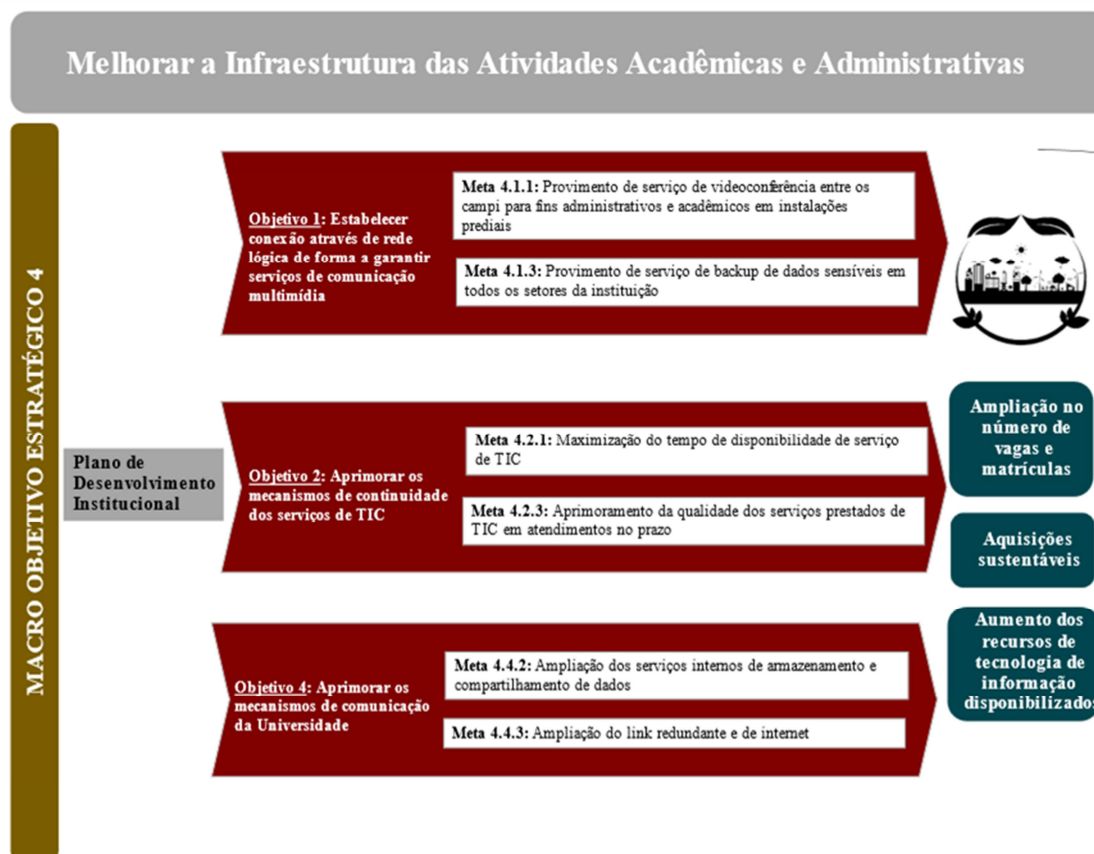 Melhorar a Infraestrutura das Atividades Acadêmicas e Administrativas
MACRO OBJETIVO ESTRATÉGICO 4
Plano de
Desenvolvimento
Institucional
Objetivo 1: Estabelecer
conexão através de rede
lógica de forma a garantir
serviços de comunicação
multimídia
Meta 4.1.1: Provimento de serviço de videoconferência entre os
campi para fins administrativos e acadêmicos em instalações
prediais
Meta 4.1.3: Provimento de serviço de backup de dados sensíveis em
todos os setores da instituição
Objetivo 2: Aprimorar os
mecanismos de continuidade
dos serviços de TIC
Meta 4.2.1: Maximização do tempo de disponibilidade de serviço
de TIC
Meta 4.2.3: Aprimoramento da qualidade dos serviços prestados de
TIC em atendimentos no prazo
Objetivo 4: Aprimorar os
mecanismos de comunicação
da Universidade
Meta 4.4.2: Ampliação dos serviços internos de armazenamento e
compartilhamento de dados
Meta 4.4.3: Ampliação do link redundante e de internet
Ampliação no
número de
vagas e
matrículas
Aquisições
sustentáveis
Aumento dos
recursos de
tecnologia de
informação
disponibilizados